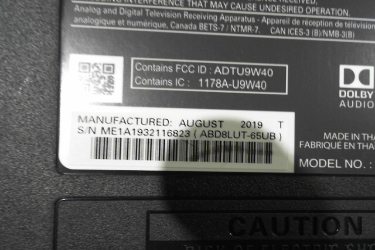 INTERFERENCE THAT MAY CAUSE UNDESIRED OPERATION.
Analog and Digital Television Receiving Apparatus - Appareil de réception de télévision
analogique et numérique, Canada BETS-7 / NTMR-7. CAN ICES-3 (B)/NMB-3(B)
Contains FCC ID : ADTU9W40
Contains IC : 1178A-U9W40
DOLBY
AUDIO
MANUFACTURED: AUGUST 2019 T
S/N ME1A1932116823 ( ABD8LUT-65UB )
MADE IN THA
FABRIQUÉ EN THA
MODEL NO. :
CAUTION